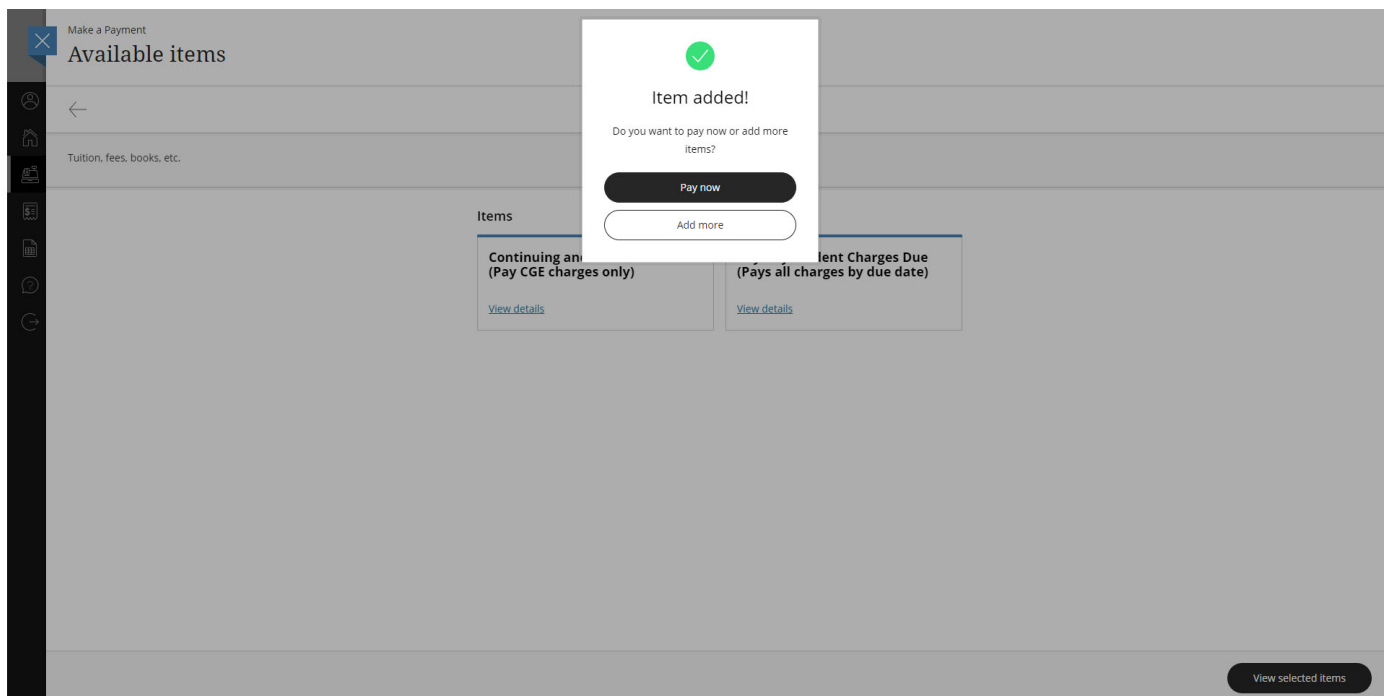 Make a Payment
Available items
Tuition, fees, books, etc.
Item added!
Do you want to pay now or add more
items?
Pay now
Add more
Items
Continuing an
(Pay CGE charges only)
View details
Charges Due
(Pays all charges by due date)
View details
View selected items